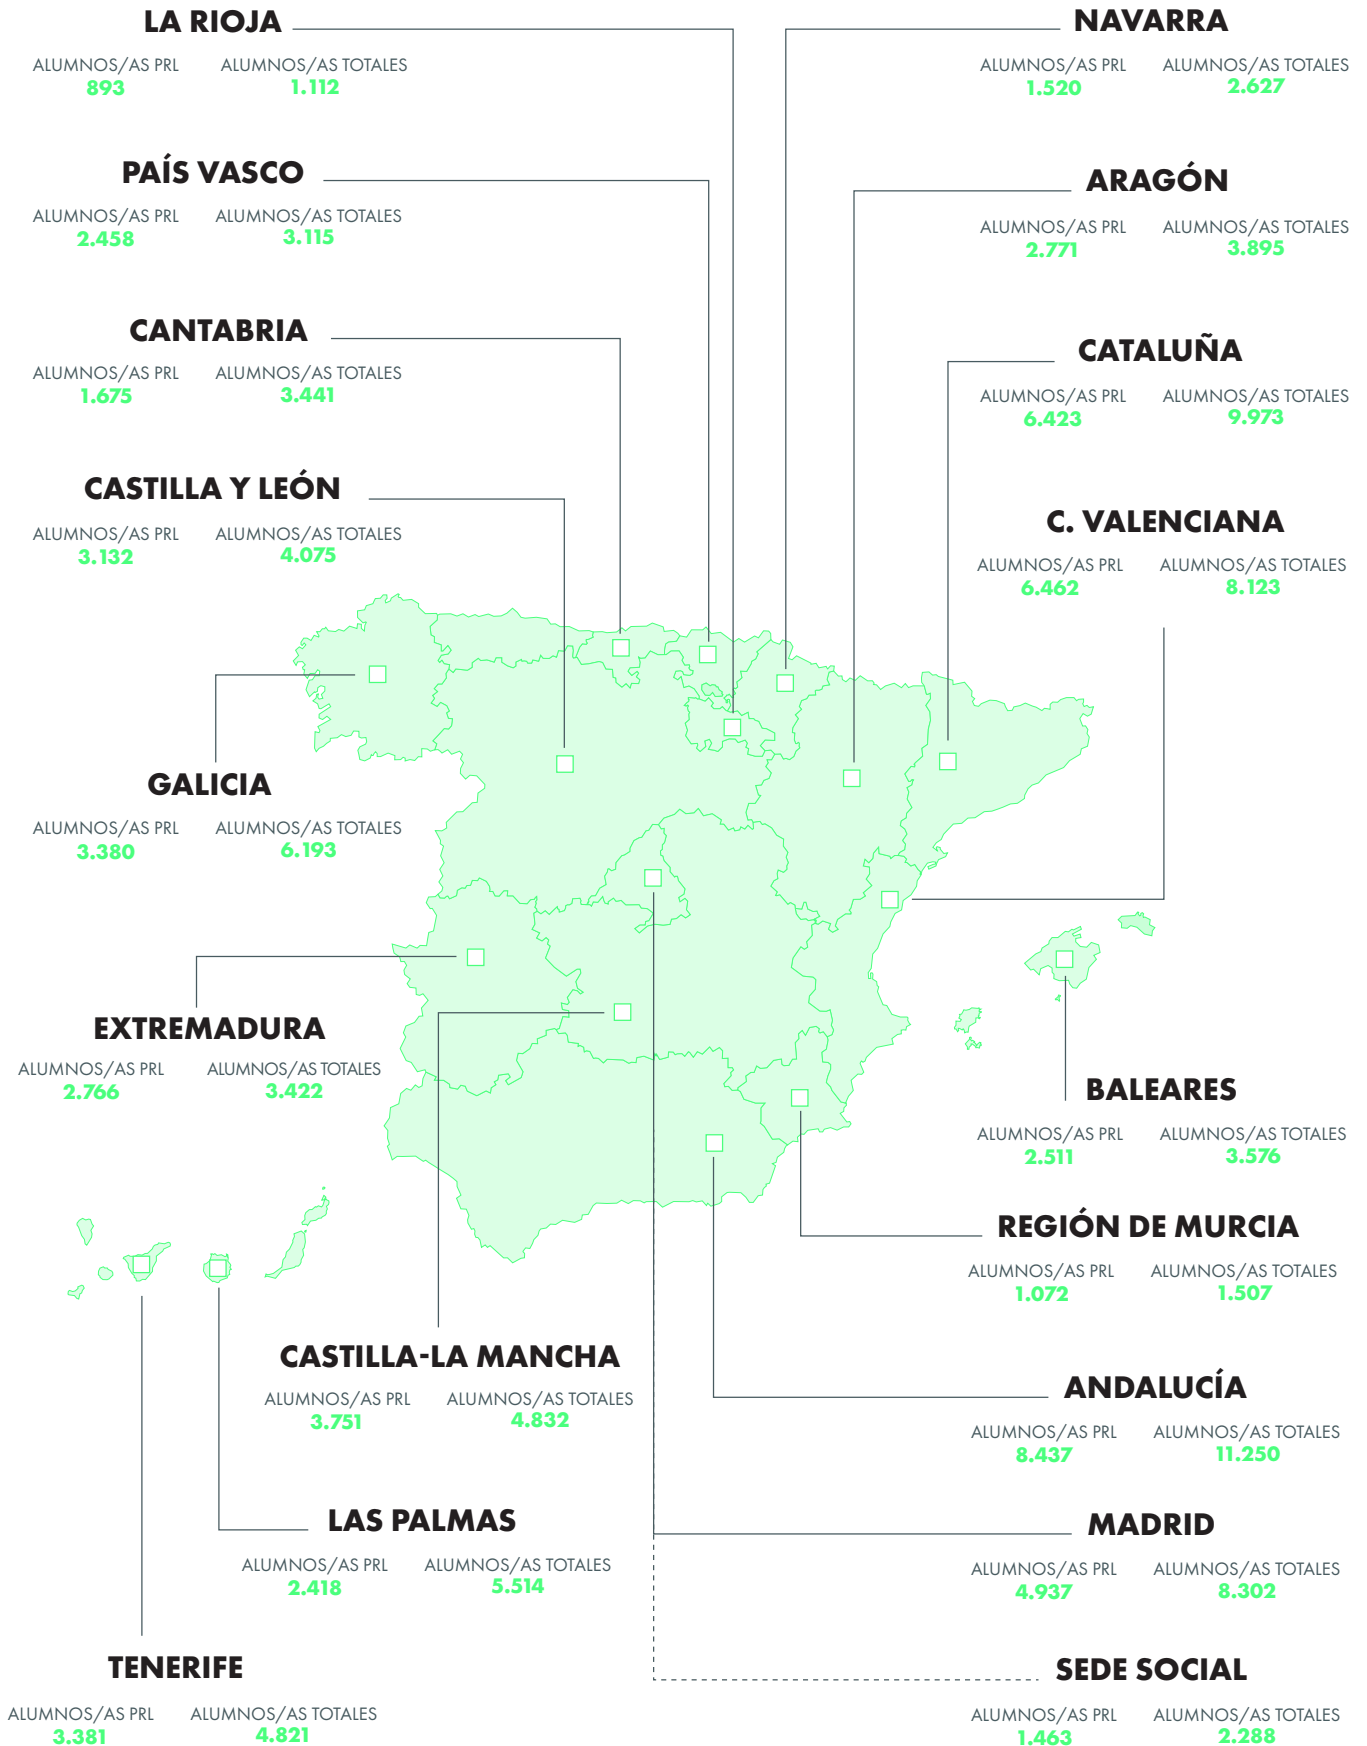 LA RIOJA
ALUMNOS/AS PRL ALUMNOS/AS TOTALES
893 1.112
NAVARRA
ALUMNOS/AS PRL ALUMNOS/AS TOTALES
1.520 2.627
PAÍS VASCO
ALUMNOS/AS PRL ALUMNOS/AS TOTALES
2.458 3.115
ARAGÓN
ALUMNOS/AS PRL ALUMNOS/AS TOTALES
2.771 3.895
CANTABRIA
ALUMNOS/AS PRL ALUMNOS/AS TOTALES
1.675 3.441
CATALUÑA
ALUMNOS/AS PRL ALUMNOS/AS TOTALES
6.423 9.973
CASTILLA Y LEÓN
ALUMNOS/AS PRL ALUMNOS/AS TOTALES
3.132 4.075
C. VALENCIANA
ALUMNOS/AS PRL ALUMNOS/AS TOTALES
6.462 8.123
GALICIA
ALUMNOS/AS PRL ALUMNOS/AS TOTALES
3.380 6.193
EXTREMADURA
ALUMNOS/AS PRL ALUMNOS/AS TOTALES
2.766 3.422
BALEARES
ALUMNOS/AS PRL ALUMNOS/AS TOTALES
2.511 3.576
REGIÓN DE MURCIA
ALUMNOS/AS PRL ALUMNOS/AS TOTALES
1.072 1.507
CASTILLA-LA MANCHA
ALUMNOS/AS PRL ALUMNOS/AS TOTALES
3.751 4.832
ANDALUCÍA
ALUMNOS/AS PRL ALUMNOS/AS TOTALES
8.437 11.250
LAS PALMAS
ALUMNOS/AS PRL ALUMNOS/AS TOTALES
2.418 5.514
MADRID
ALUMNOS/AS PRL ALUMNOS/AS TOTALES
4.937 8.302
TENERIFE
ALUMNOS/AS PRL ALUMNOS/AS TOTALES
3.381 4.821
SEDE SOCIAL
ALUMNOS/AS PRL ALUMNOS/AS TOTALES
1.463 2.288